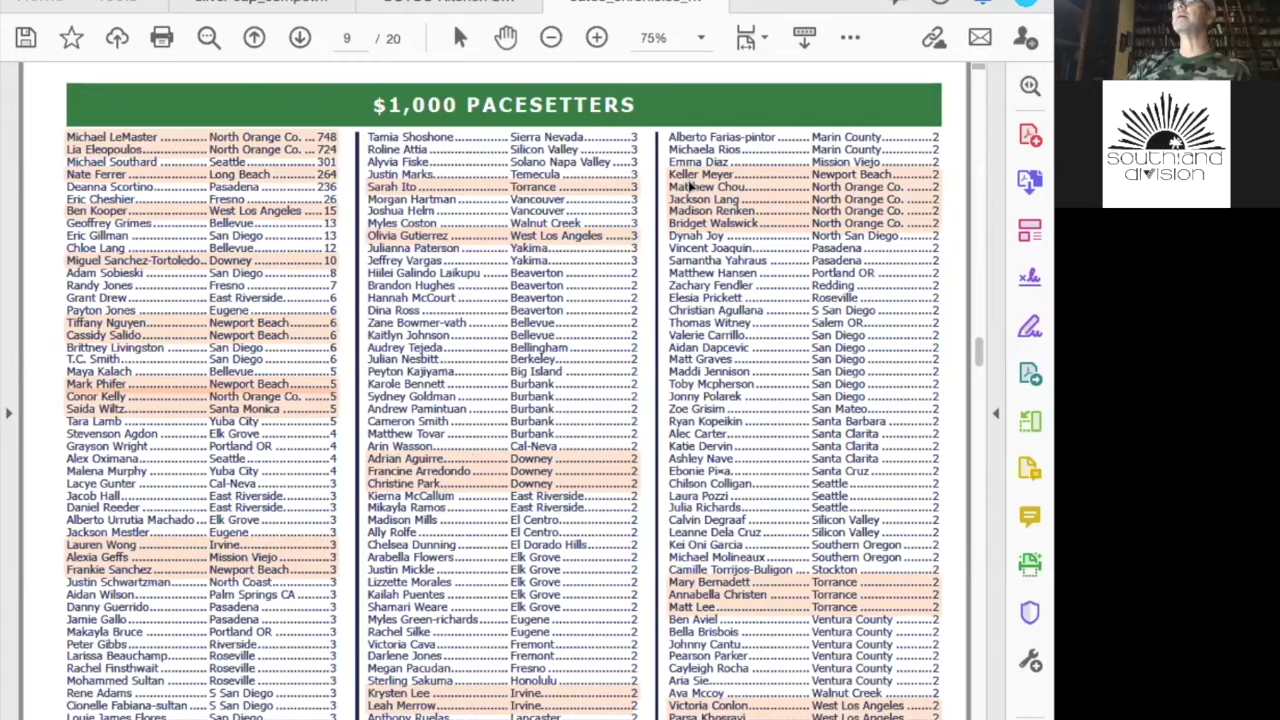 9 / 20
75%
$1,000 PACESETTERS
Michael LeMaster ............ North Orange Co. ... 748
Lia Eleopoulos ............ North Orange Co. ... 724
Michael Southard ............ Seattle ............ 301
Nate Ferrer ............ Long Beach ............ 264
Deanna Scortino ............ Pasadena ............ 236
Eric Cheshier ............ Fresno ............ 26
Ben Kooper ............ West Los Angeles ..... 15
Geoffrey Grimes ............ Bellevue ............ 13
Eric Gillman ............ San Diego ............ 13
Chloe Lang ............ Bellevue ............ 12
Miguel Sanchez-Tortoledo .. Downey ............ 10
Adam Sobieski ............ San Diego ............ 8
Randy Jones ............ Fresno ............ 7
Grant Drew ............ East Riverside ............ 6
Payton Jones ............ Eugene ............ 6
Tiffany Nguyen ............ Newport Beach ............ 6
Cassidy Salido ............ Newport Beach ............ 6
Brittney Livingston ............ San Diego ............ 6
T.C. Smith ............ San Diego ............ 6
Maya Kalach ............ Bellevue ............ 5
Mark Phifer ............ Newport Beach ............ 5
Conor Kelly ............ North Orange Co. ............ 5
Saida Wiltz ............ Santa Monica ............ 5
Tara Lamb ............ Yuba City ............ 5
Stevenson Agdon ............ Elk Grove ............ 4
Grayson Wright ............ Portland OR ............ 4
Alex Oximana ............ Seattle ............ 4
Malena Murphy ............ Yuba City ............ 4
Lacye Gunter ............ Cal-Neva ............ 3
Jacob Hall ............ East Riverside ............ 3
Daniel Reeder ............ East Riverside ............ 3
Alberto Urrutia Machado ... Elk Grove ............ 3
Jackson Mestler ............ Eugene ............ 3
Lauren Wong ............ Irvine ............ 3
Alexia Geffs ............ Mission Viejo ............ 3
Frankie Sanchez ............ Newport Beach ............ 3
Justin Schwartzman ............ North Coast ............ 3
Aidan Wilson ............ Palm Springs CA ............ 3
Danny Guerrido ............ Pasadena ............ 3
Jamie Gallo ............ Pasadena ............ 3
Makayla Bruce ............ Portland OR ............ 3
Peter Gibbs ............ Riverside ............ 3
Larissa Beauchamp ............ Roseville ............ 3
Rachel Finsthwait ............ Roseville ............ 3
Mohammed Sultan ............ Roseville ............ 3
Rene Adams ............ S San Diego ............ 3
Cionelle Fabiana-sultan .... S San Diego ............ 3
Louie James Flores ............ San Diego ............ 3
Tamia Shoshone ............ Sierra Nevada ............ 3
Roline Attia ............ Silicon Valley ............ 3
Alyvia Fiske ............ Solano Napa Valley .... 3
Justin Marks ............ Temecula ............ 3
Sarah Ito ............ Torrance ............ 3
Morgan Hartman ............ Vancouver ............ 3
Joshua Helm ............ Vancouver ............ 3
Myles Coston ............ Walnut Creek ............ 3
Olivia Gutierrez ............ West Los Angeles ....... 3
Julianna Paterson ............ Yakima ............ 3
Jeffrey Vargas ............ Yakima ............ 3
Hiilei Galindo Laikupu ...... Beaverton ............ 2
Brandon Hughes ............ Beaverton ............ 2
Hannah McCourt ............ Beaverton ............ 2
Dina Ross ............ Beaverton ............ 2
Zane Bowmer-vath ............ Bellevue ............ 2
Kaitlyn Johnson ............ Bellevue ............ 2
Audrey Tejeda ............ Bellingham ............ 2
Julian Nesbitt ............ Berkeley ............ 2
Peyton Kajiyama ............ Big Island ............ 2
Karole Bennett ............ Burbank ............ 2
Sydney Goldman ............ Burbank ............ 2
Andrew Pamintuan ............ Burbank ............ 2
Cameron Smith ............ Burbank ............ 2
Matthew Tovar ............ Burbank ............ 2
Arin Wasson ............ Cal-Neva ............ 2
Adrian Aguirre ............ Downey ............ 2
Francine Arredondo ............ Downey ............ 2
Christine Park ............ Downey ............ 2
Kierna McCallum ............ East Riverside ............ 2
Mikayla Ramos ............ East Riverside ............ 2
Madison Mills ............ El Centro ............ 2
Ally Rolfe ............ El Centro ............ 2
Chelsea Dunning ............ El Dorado Hills ............ 2
Arabella Flowers ............ Elk Grove ............ 2
Justin Mickle ............ Elk Grove ............ 2
Lizzette Morales ............ Elk Grove ............ 2
Kailah Puentes ............ Elk Grove ............ 2
Shamari Weare ............ Elk Grove ............ 2
Myles Green-richards ............ Eugene ............ 2
Rachel Silke ............ Eugene ............ 2
Victoria Cava ............ Fremont ............ 2
Darlene Jones ............ Fremont ............ 2
Megan Pacudan ............ Fresno ............ 2
Sterling Sakuma ............ Honolulu ............ 2
Krysten Lee ............ Irvine ............ 2
Leah Merrow ............ Irvine ............ 2
Anthony Ruelas ............ Lancaster ............ 2
Alberto Farias-pintor ........ Marin County ............ 2
Michaela Rios ............ Marin County ............ 2
Emma Diaz ............ Mission Viejo ............ 2
Keller Meyer ............ Newport Beach ............ 2
Matthew Chou ............ North Orange Co. ....... 2
Jackson Lang ............ North Orange Co. ....... 2
Madison Renken ............ North Orange Co. ....... 2
Bridget Walswick ............ North Orange Co. ....... 2
Dynah Joy ............ North San Diego ............ 2
Vincent Joaquin ............ Pasadena ............ 2
Samantha Yahraus ............ Pasadena ............ 2
Matthew Hansen ............ Portland OR ............ 2
Zachary Fendler ............ Redding ............ 2
Elesia Prickett ............ Roseville ............ 2
Christian Agullana ............ S San Diego ............ 2
Thomas Witney ............ Salem OR ............ 2
Valerie Carrillo ............ San Diego ............ 2
Aidan Dapcevic ............ San Diego ............ 2
Matt Graves ............ San Diego ............ 2
Maddi Jennison ............ San Diego ............ 2
Toby Mcpherson ............ San Diego ............ 2
Jonny Polarek ............ San Diego ............ 2
Zoe Grisim ............ San Mateo ............ 2
Ryan Kopeikin ............ Santa Barbara ............ 2
Alec Carter ............ Santa Clarita ............ 2
Katie Dervin ............ Santa Clarita ............ 2
Ashley Nave ............ Santa Clarita ............ 2
Ebonie Pixa ............ Santa Cruz ............ 2
Chilson Colligan ............ Seattle ............ 2
Laura Pozzi ............ Seattle ............ 2
Julia Richards ............ Seattle ............ 2
Calvin Degraaf ............ Silicon Valley ............ 2
Leanne Dela Cruz ............ Silicon Valley ............ 2
Kei Oni Garcia ............ Southern Oregon ............ 2
Michael Molineaux ............ Southern Oregon ............ 2
Camille Torrijos-Buligon .... Stockton ............ 2
Mary Bernadett ............ Torrance ............ 2
Annabella Christen ............ Torrance ............ 2
Matt Lee ............ Torrance ............ 2
Ben Aviel ............ Ventura County ............ 2
Bella Brisbois ............ Ventura County ............ 2
Johnny Cantu ............ Ventura County ............ 2
Pearson Parker ............ Ventura County ............ 2
Cayleigh Rocha ............ Ventura County ............ 2
Aria Sie ............ Ventura County ............ 2
Ava Mccoy ............ Walnut Creek ............ 2
Victoria Conlon ............ West Los Angeles ....... 2
Parsa Khosravi ............ West Los Angeles ....... 2
southland
division